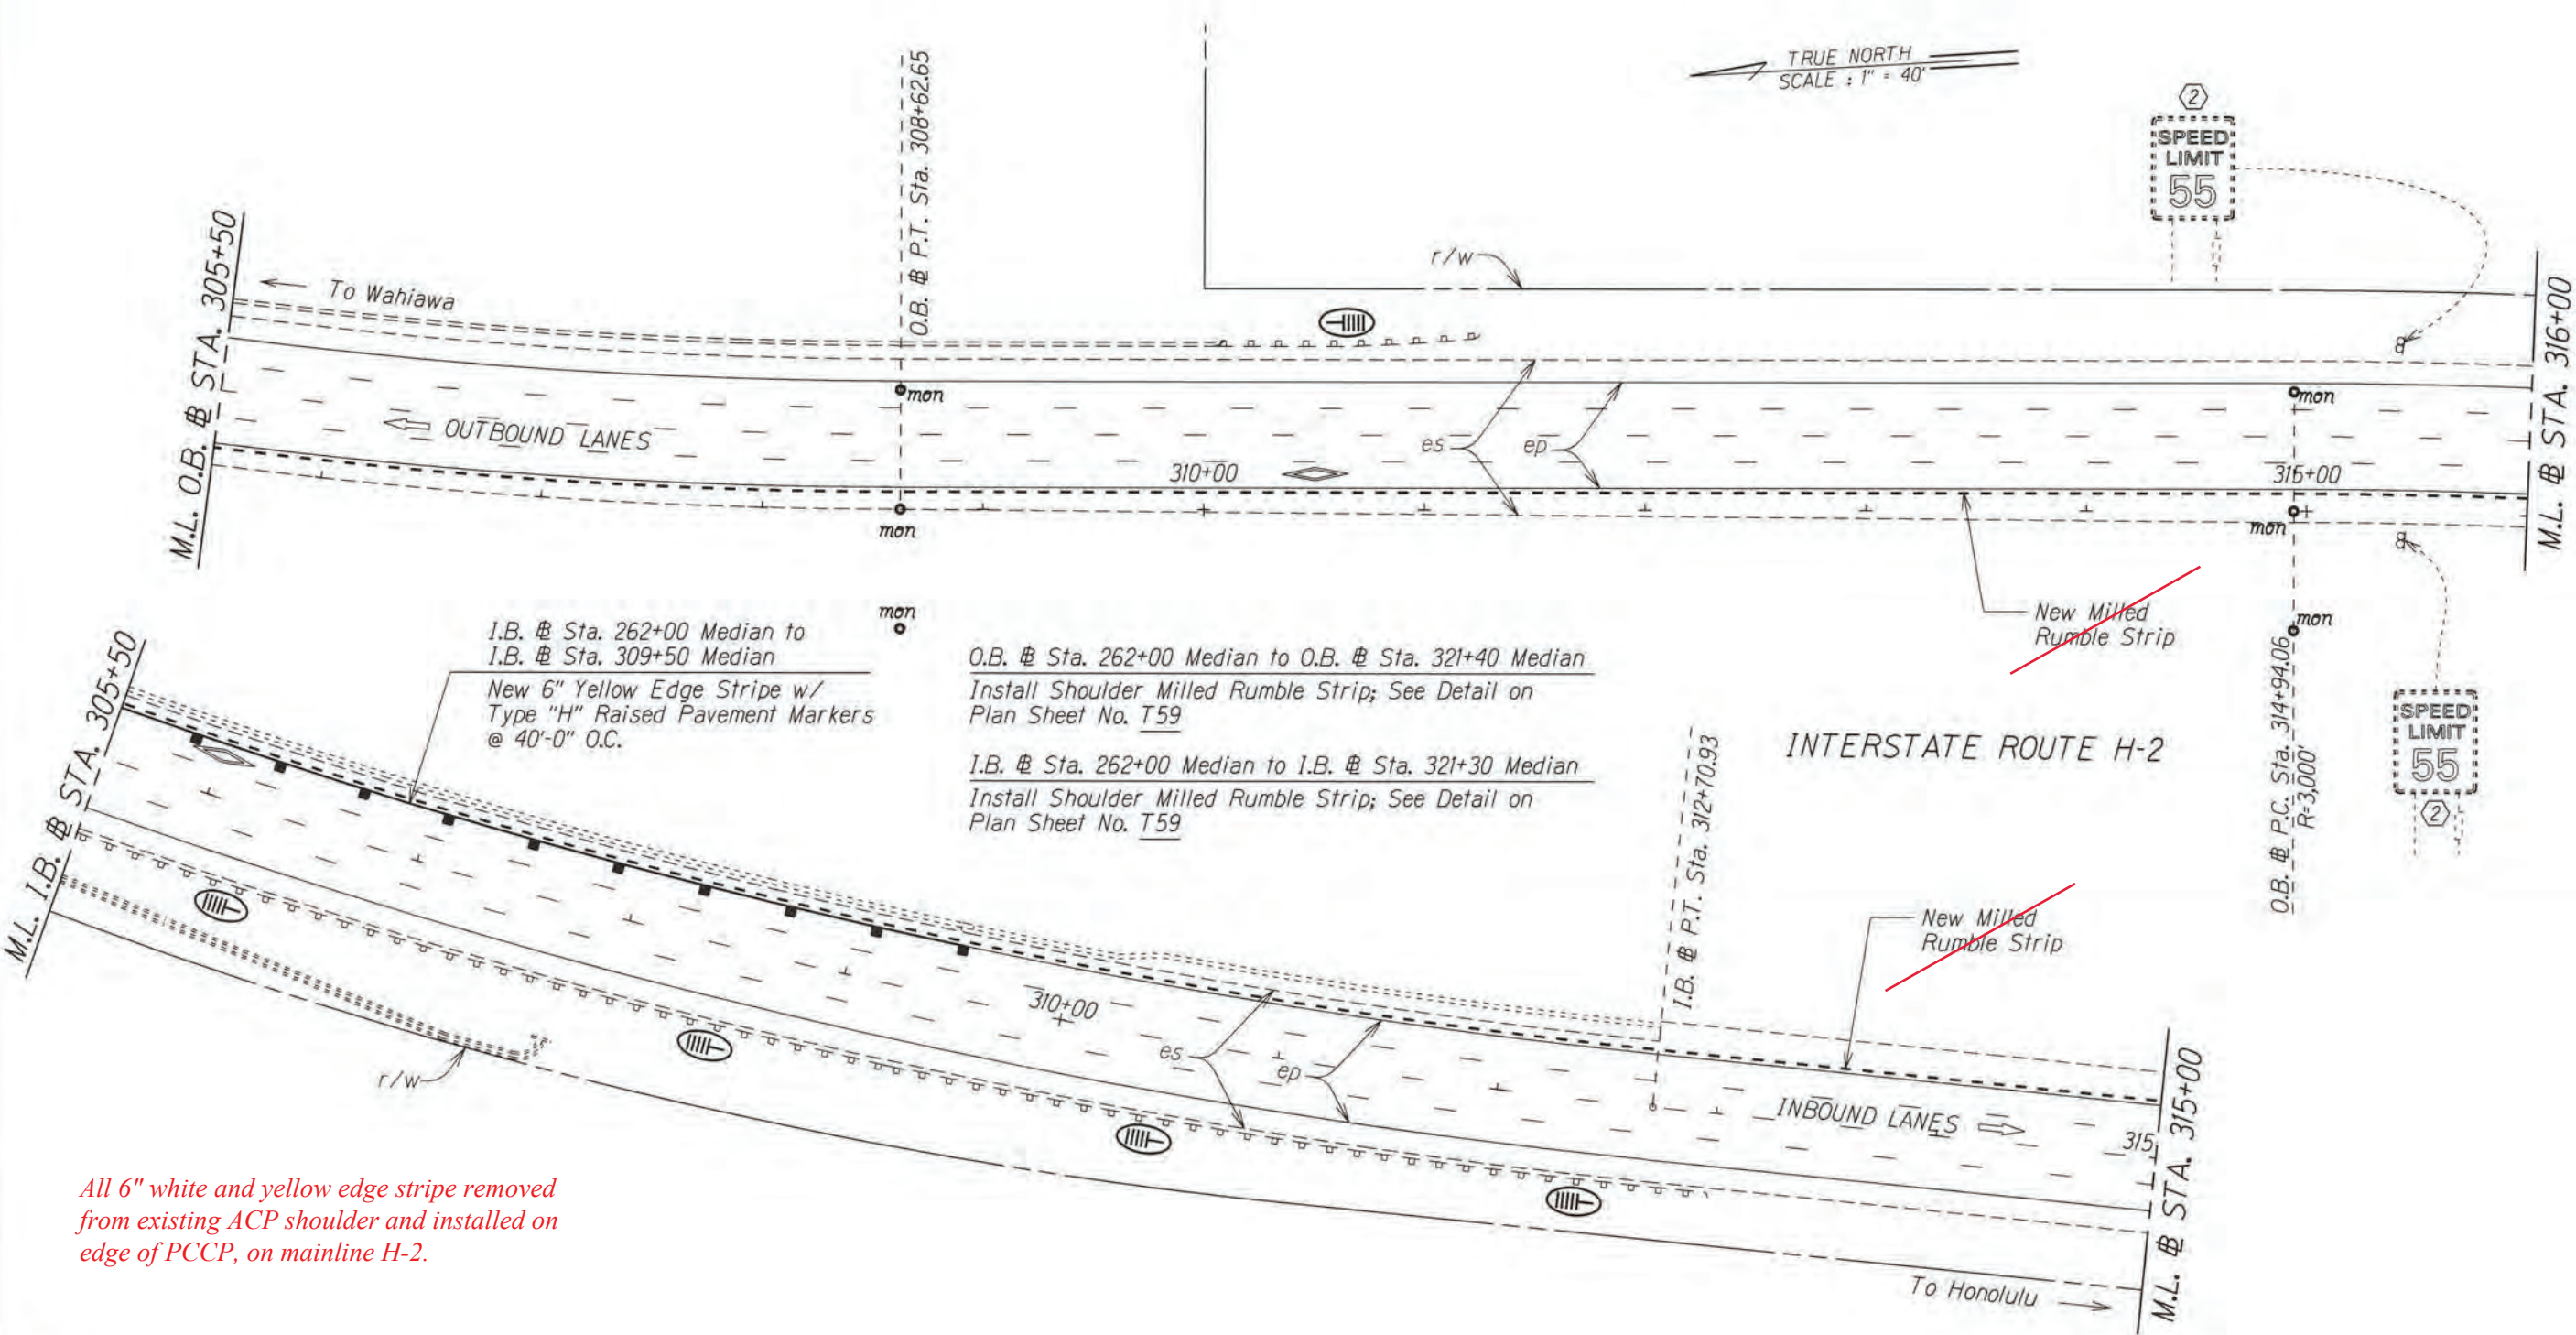 TRUE NORTH
SCALE : 1" = 40'
2
SPEED
LIMIT
55
O.B. ⅊ P.T. Sta. 308+62.65
M.L. O.B. ⅊ STA. 305+50
To Wahiawa
r/w
M.L. ⅊ STA. 316+00
mon
mon
OUTBOUND LANES
es
ep
310+00
315+00
mon
mon
mon
New Milled
Rumble Strip
mon
I.B. ⅊ Sta. 262+00 Median to
I.B. ⅊ Sta. 309+50 Median
New 6" Yellow Edge Stripe w/
Type "H" Raised Pavement Markers
@ 40'-0" O.C.
O.B. ⅊ Sta. 262+00 Median to O.B. ⅊ Sta. 321+40 Median
Install Shoulder Milled Rumble Strip; See Detail on
Plan Sheet No. T59
I.B. ⅊ Sta. 262+00 Median to I.B. ⅊ Sta. 321+30 Median
Install Shoulder Milled Rumble Strip; See Detail on
Plan Sheet No. T59
INTERSTATE ROUTE H-2
O.B. ⅊ P.C. Sta. 314+94.06
R=3,000'
SPEED
LIMIT
55
2
M.L. I.B. ⅊ STA. 305+50
I.B. ⅊ P.T. Sta. 312+70.93
New Milled
Rumble Strip
310+00
es
ep
r/w
INBOUND LANES
315
M.L. ⅊ STA. 315+00
To Honolulu
All 6" white and yellow edge stripe removed
from existing ACP shoulder and installed on
edge of PCCP, on mainline H-2.